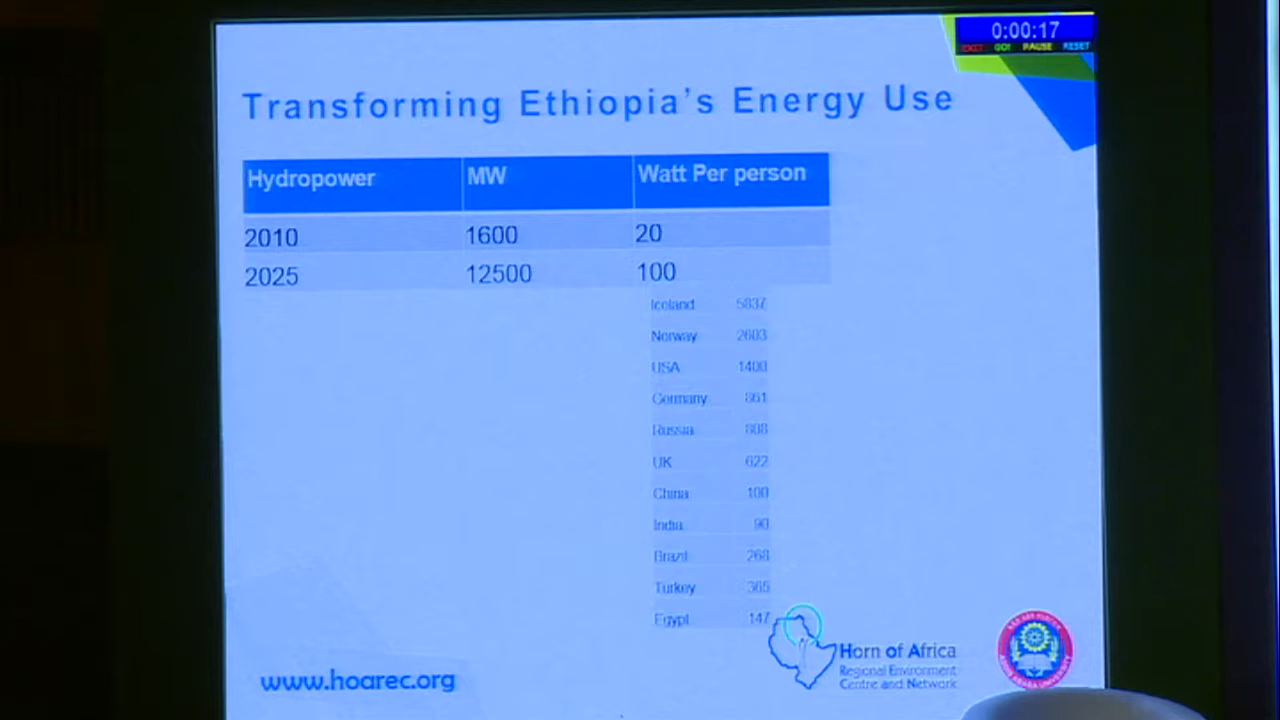 0:00:17
EXIT GO! PAUSE RESET
Transforming Ethiopia's Energy Use
Hydropower MW Watt Per person
2010 1600 20
2025 12500 100
Iceland 5837
Norway 2603
USA 1400
Germany 861
Russia 808
UK 622
China 100
India 90
Brazil 268
Turkey 365
Egypt 147
Horn of Africa
Regional Environment
Centre and Network
www.hoarec.org